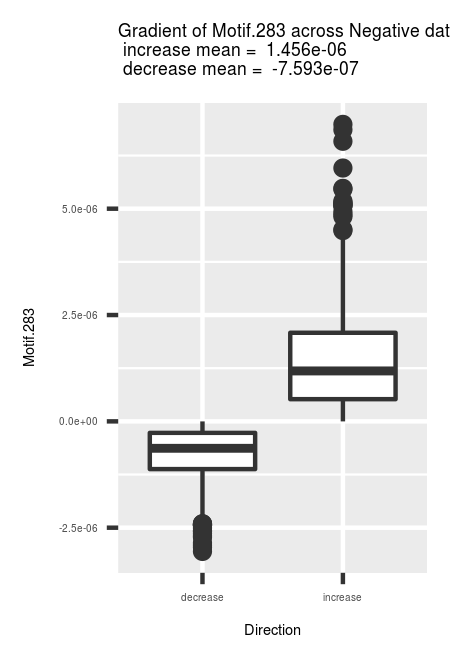 Gradient of Motif.283 across Negative dat
increase mean =  1.456e-06
decrease mean =  -7.593e-07
5.0e-06
2.5e-06
0.0e+00
-2.5e-06
Motif.283
decrease
increase
Direction